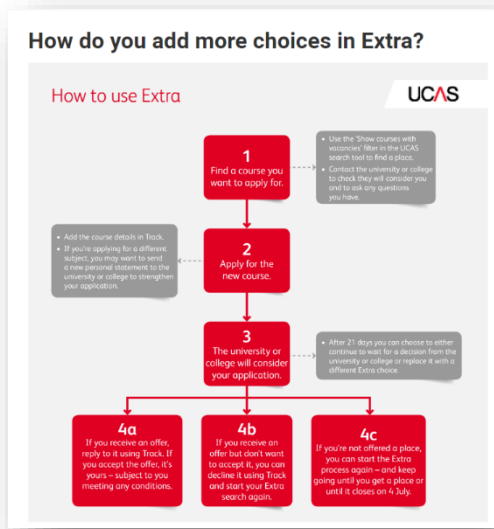 How do you add more choices in Extra?
How to use Extra
UCAS
1
Find a course you
want to apply for.
• Use the 'Show courses with
vacancies' filter in the UCAS
search tool to find a place.
• Contact the university or college
to check they will consider you
and to ask any questions
you have.
• Add the course details in Track.
• If you're applying for a different
subject, you may want to send
a new personal statement to the
university or college to strengthen
your application.
2
Apply for the
new course.
3
The university or
college will consider
your application.
• After 21 days you can choose to either
continue to wait for a decision from the
university or college or replace it with a
different Extra choice.
4a
If you receive an offer,
reply to it using Track. If
you accept the offer, it's
yours – subject to you
meeting any conditions.
4b
If you receive an
offer but don't want
to accept it, you can
decline it using Track
and start your Extra
search again.
4c
If you're not offered a place,
you can start the Extra
process again – and keep
going until you get a place or
until it closes on 4 July.